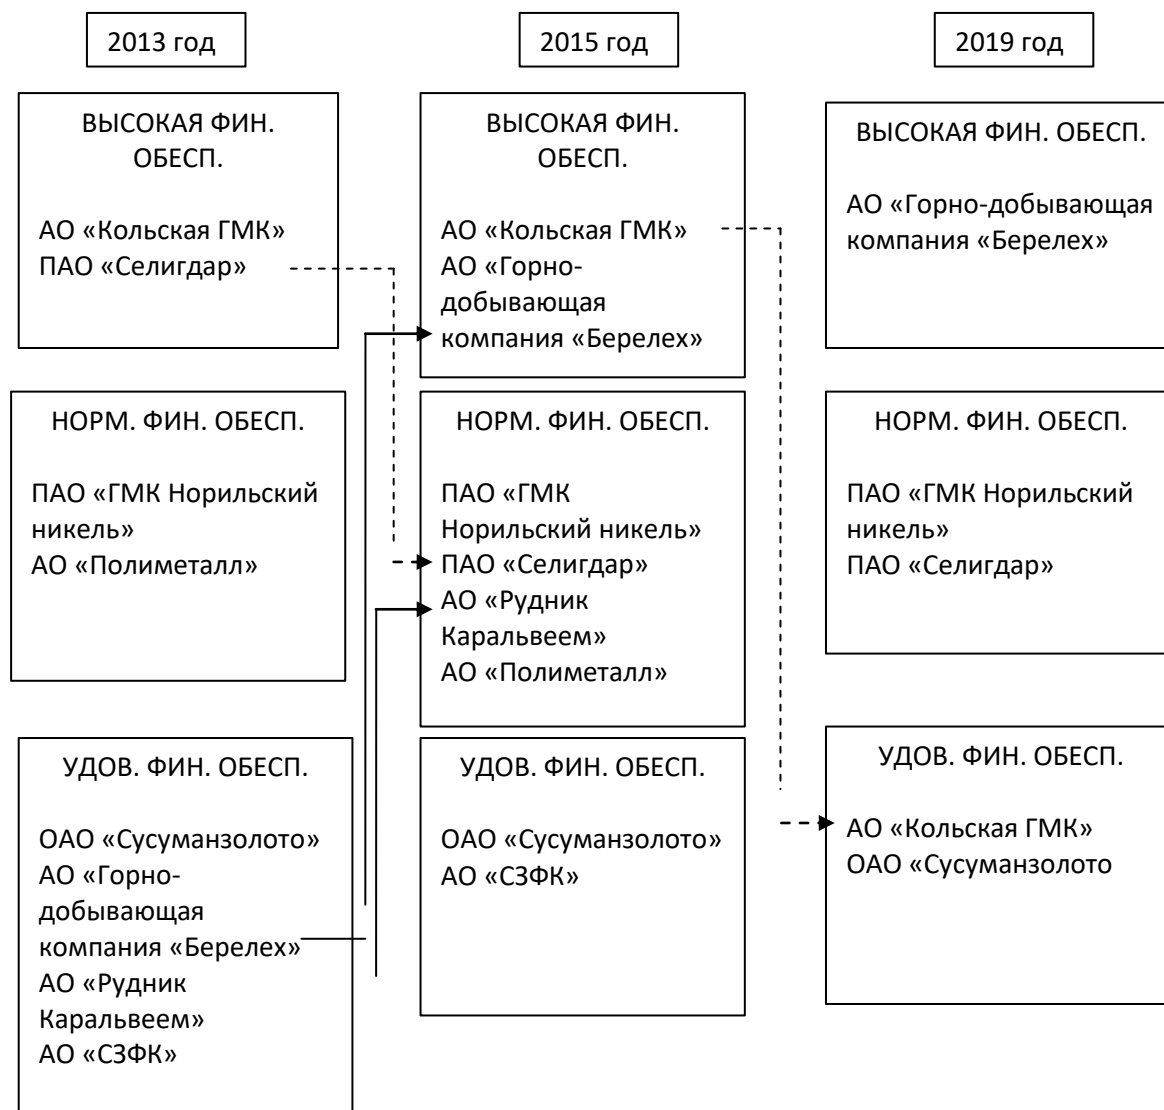 2013 год
2015 год
2019 год
ВЫСОКАЯ ФИН.
ОБЕСП.
АО «Кольская ГМК»
ПАО «Селигдар»
ВЫСОКАЯ ФИН.
ОБЕСП.
АО «Кольская ГМК»
АО «Горно-
добывающая
компания «Берелех»
ВЫСОКАЯ ФИН. ОБЕСП.
АО «Горно-добывающая
компания «Берелех»
НОРМ. ФИН. ОБЕСП.
ПАО «ГМК Норильский
никель»
АО «Полиметалл»
НОРМ. ФИН. ОБЕСП.
ПАО «ГМК
Норильский никель»
ПАО «Селигдар»
АО «Рудник
Каральвеем»
АО «Полиметалл»
НОРМ. ФИН. ОБЕСП.
ПАО «ГМК Норильский
никель»
ПАО «Селигдар»
УДОВ. ФИН. ОБЕСП.
ОАО «Сусуманзолото»
АО «Горно-
добывающая
компания «Берелех»
АО «Рудник
Каральвеем»
АО «СЗФК»
УДОВ. ФИН. ОБЕСП.
ОАО «Сусуманзолото»
АО «СЗФК»
УДОВ. ФИН. ОБЕСП.
АО «Кольская ГМК»
ОАО «Сусуманзолото